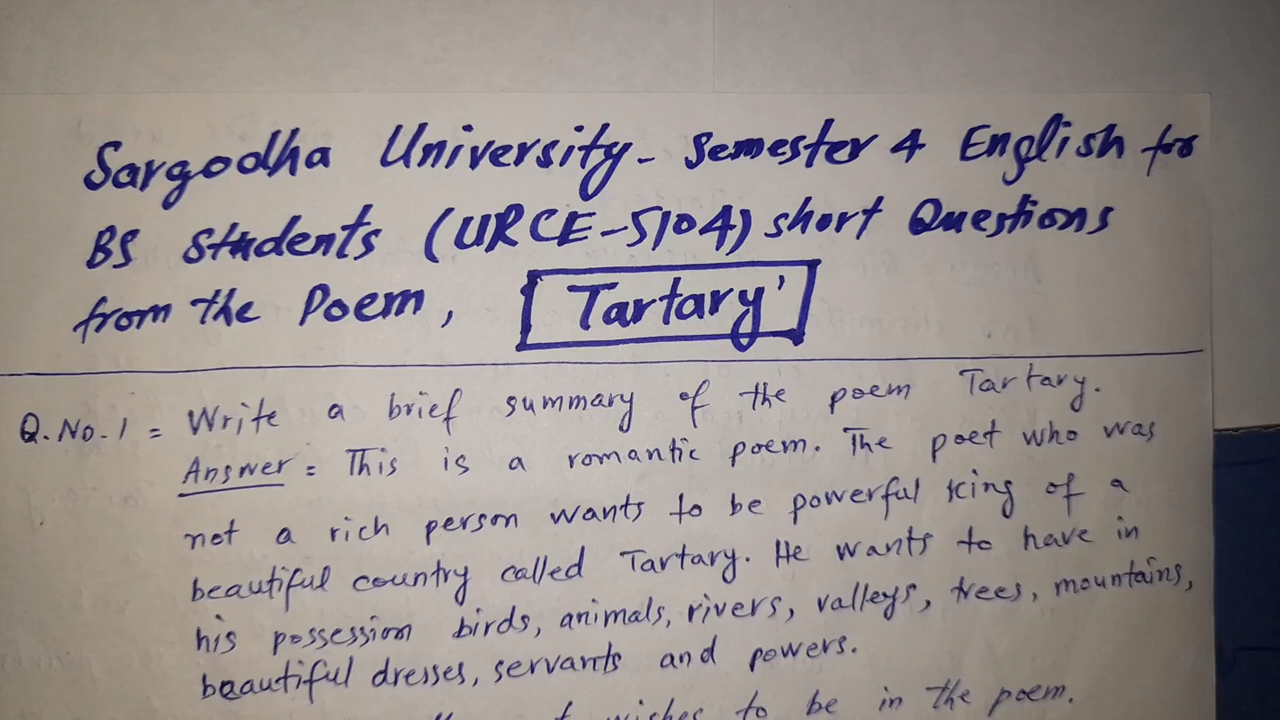 Sargodha University- Semester 4 English for
BS Students (URCE-5104) short Questions
from the Poem, [Tartary']
Q.No.1 = Write a brief summary of the poem Tartary.
Answer = This is a romantic poem. The poet who was
not a rich person wants to be powerful king of a
beautiful country called Tartary. He wants to have in
his possession birds, animals, rivers, valleys, trees, mountains,
beautiful dresses, servants and powers.
wishes to be in the poem.